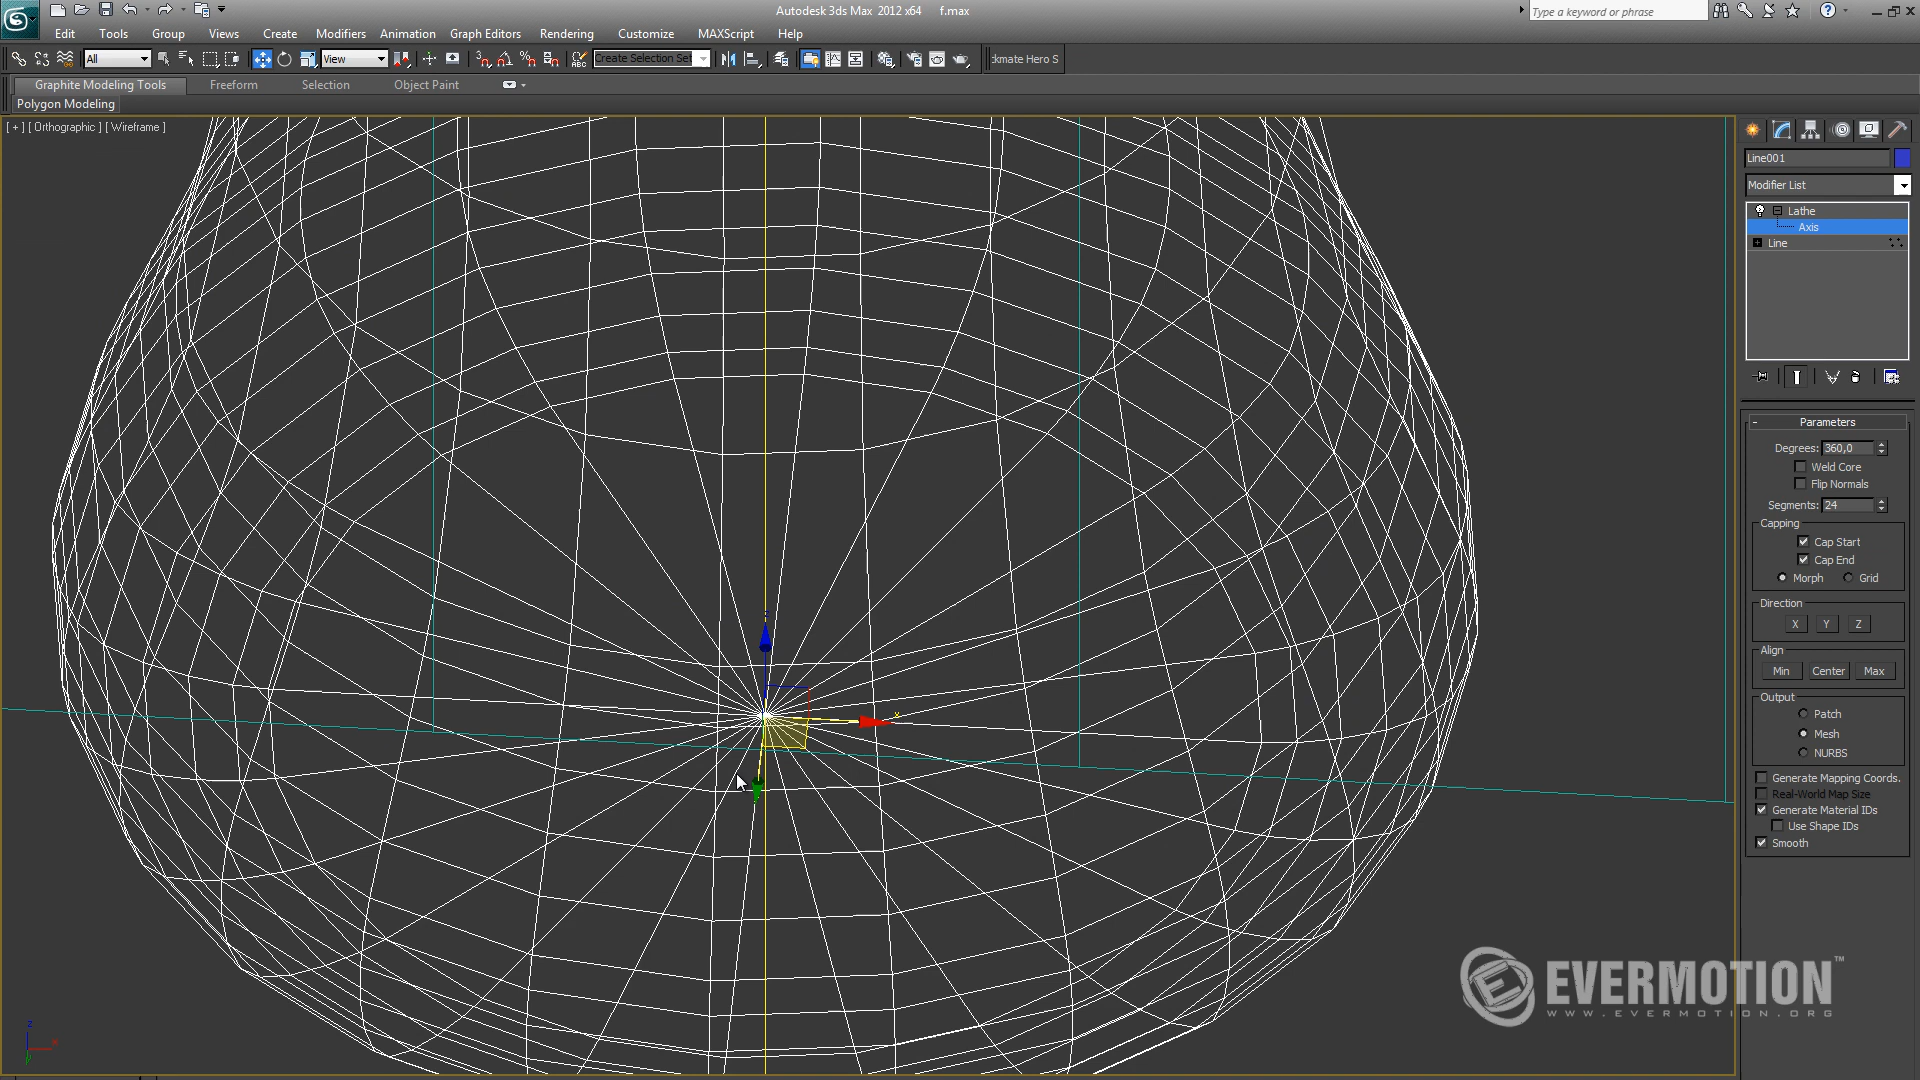 Autodesk 3ds Max 2012 x64 f.max
Type a keyword or phrase
Edit Tools Group Views Create Modifiers Animation Graph Editors Rendering Customize MAXScript Help
All View Create Selection Set kmate Hero S
Graphite Modeling Tools Freeform Selection Object Paint
Polygon Modeling
[ + ] [ Orthographic ] [ Wireframe ]
Line001
Modifier List
Lathe
Axis
Line
Parameters
Degrees: 360,0
Weld Core
Flip Normals
Segments: 24
Capping
Cap Start
Cap End
Morph Grid
Direction
X Y Z
Align
Min Center Max
Output
Patch
Mesh
NURBS
Generate Mapping Coords.
Real-World Map Size
Generate Material IDs
Use Shape IDs
Smooth
EVERMOTION™
WWW.EVERMOTION.ORG